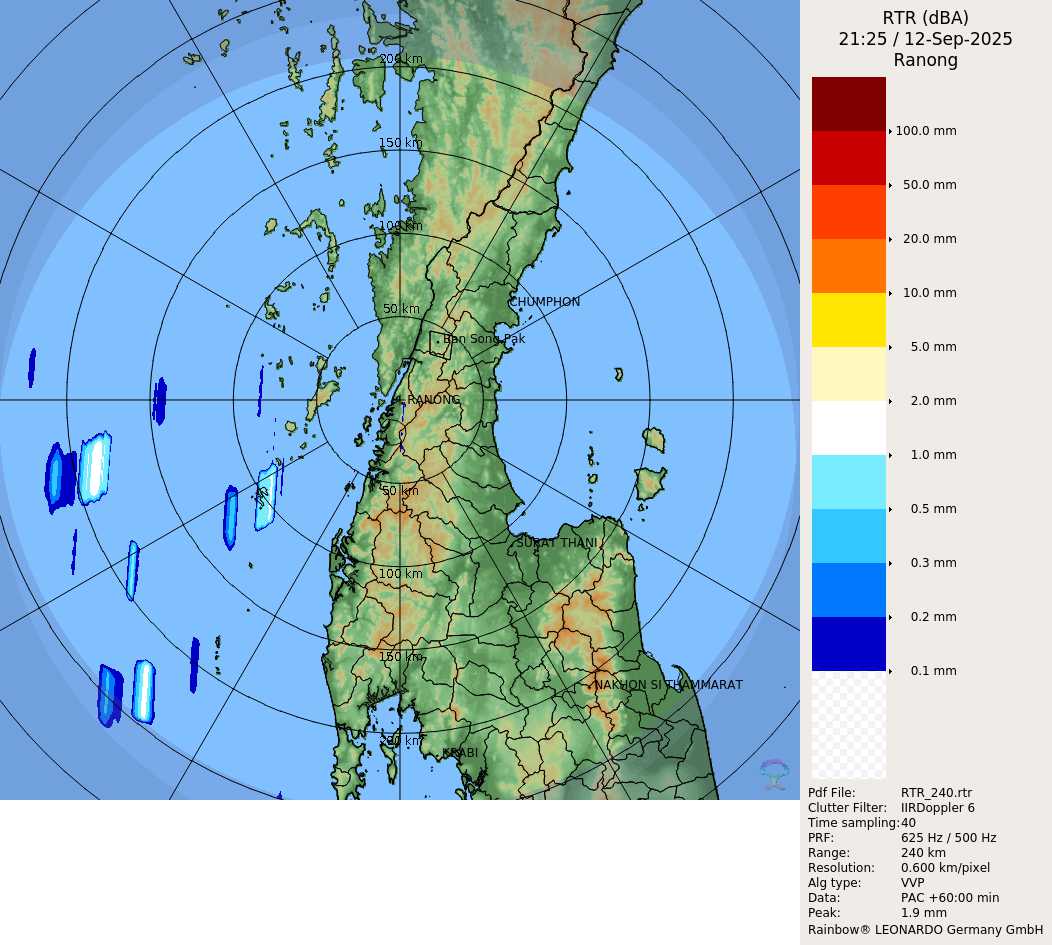 RTR (dBA)
21:25 / 12-Sep-2025
Ranong
100.0 mm
50.0 mm
20.0 mm
10.0 mm
5.0 mm
2.0 mm
1.0 mm
0.5 mm
0.3 mm
0.2 mm
0.1 mm
Pdf File: RTR_240.rtr
Clutter Filter: IIRDoppler 6
Time sampling: 40
PRF: 625 Hz / 500 Hz
Range: 240 km
Resolution: 0.600 km/pixel
Alg type: VVP
Data: PAC +60:00 min
Peak: 1.9 mm
Rainbow® LEONARDO Germany GmbH
200 km
150 km
100 km
50 km
CHUMPHON
Ban Song Pak
RANONG
50 km
SURAT THANI
100 km
150 km
NAKHON SI THAMMARAT
200 km
KRABI